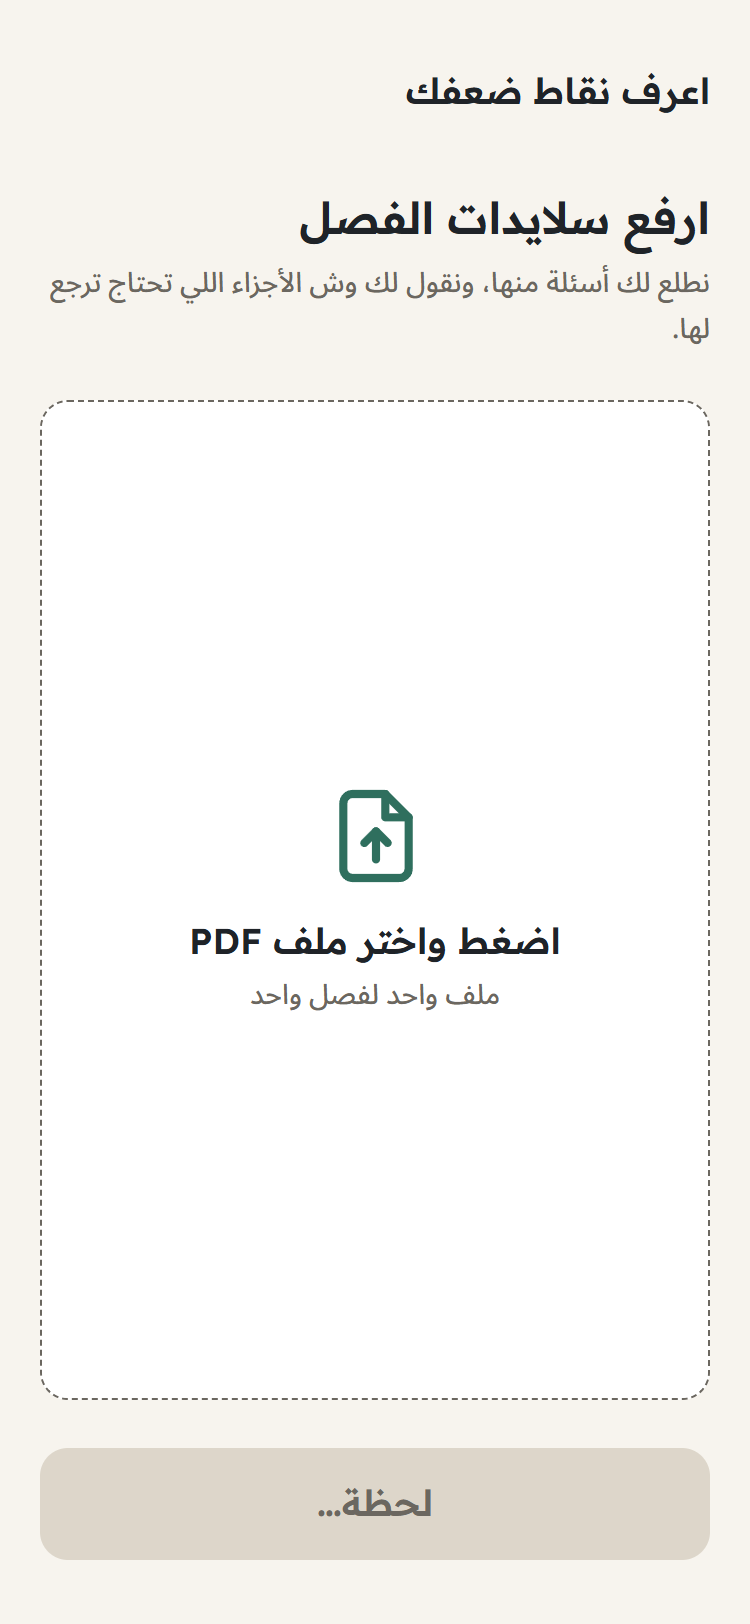 اعرف نقاط ضعفك
ارفع سلايدات الفصل
نطلع لك أسئلة منها، ونقول لك وش الأجزاء اللي تحتاج ترجع
لها.
اضغط واختر ملف PDF
ملف واحد لفصل واحد
لحظة...